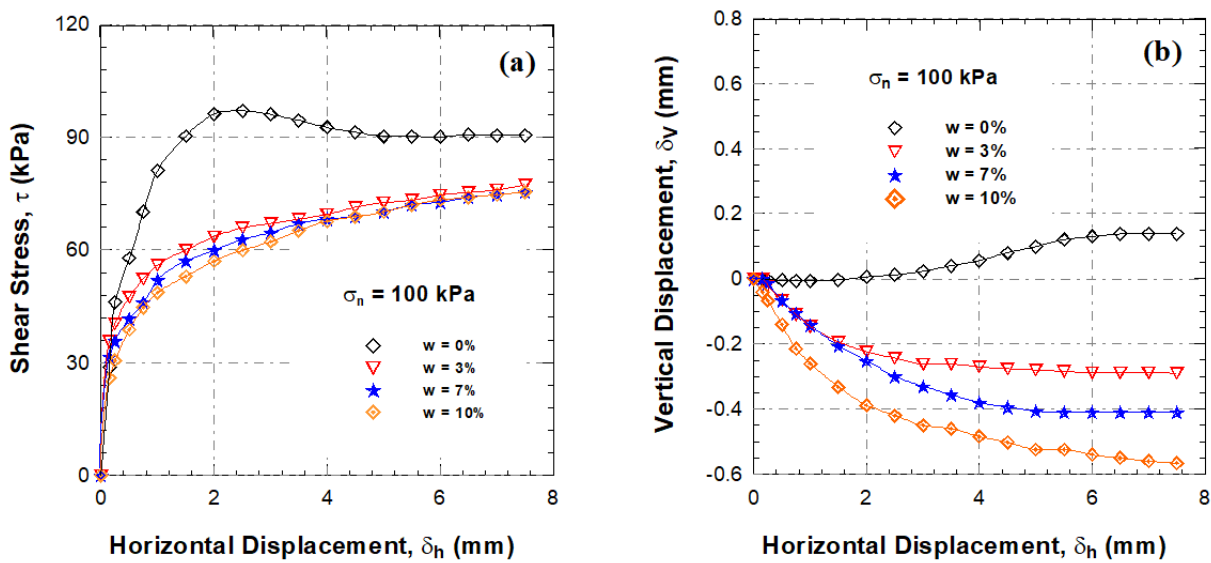 (a)
120
90
60
30
0
Shear Stress, τ (kPa)
σn = 100 kPa
w = 0%
w = 3%
w = 7%
w = 10%
0 2 4 6 8
Horizontal Displacement, δh (mm)
(b)
0.8
0.6
0.4
0.2
0
-0.2
-0.4
-0.6
Vertical Displacement, δv (mm)
σn = 100 kPa
w = 0%
w = 3%
w = 7%
w = 10%
0 2 4 6 8
Horizontal Displacement, δh (mm)